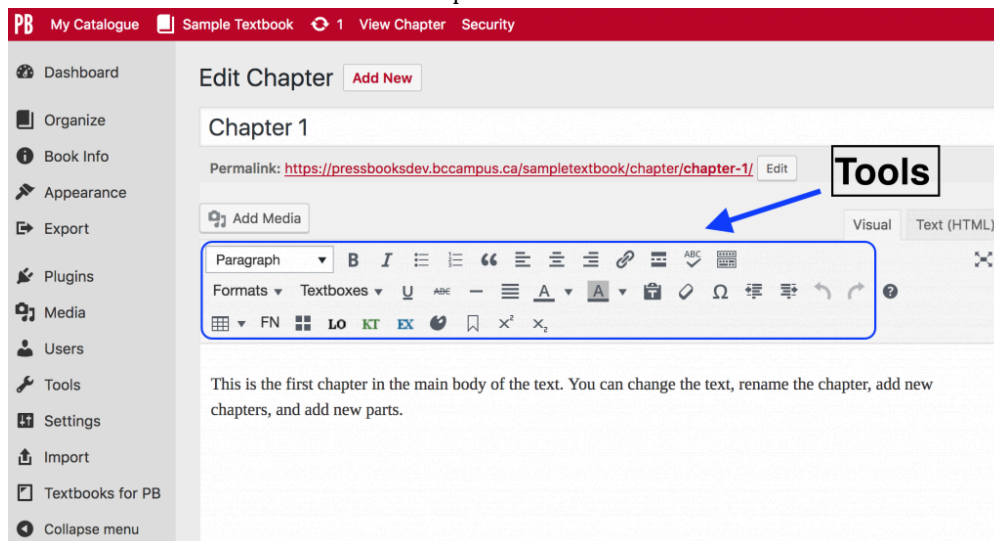 PB My Catalogue Sample Textbook 1 View Chapter Security
Dashboard
Organize
Book Info
Appearance
Export
Plugins
Media
Users
Tools
Settings
Import
Textbooks for PB
Collapse menu
Edit Chapter Add New
Chapter 1
Permalink: https://pressbooksdev.bccampus.ca/sampletextbook/chapter/chapter-1/ Edit
Tools
Add Media
Visual Text (HTML)
Paragraph B I ABC
Formats Textboxes U ABC A A Ω
FN LO KT EX x² x₂
This is the first chapter in the main body of the text. You can change the text, rename the chapter, add new
chapters, and add new parts.